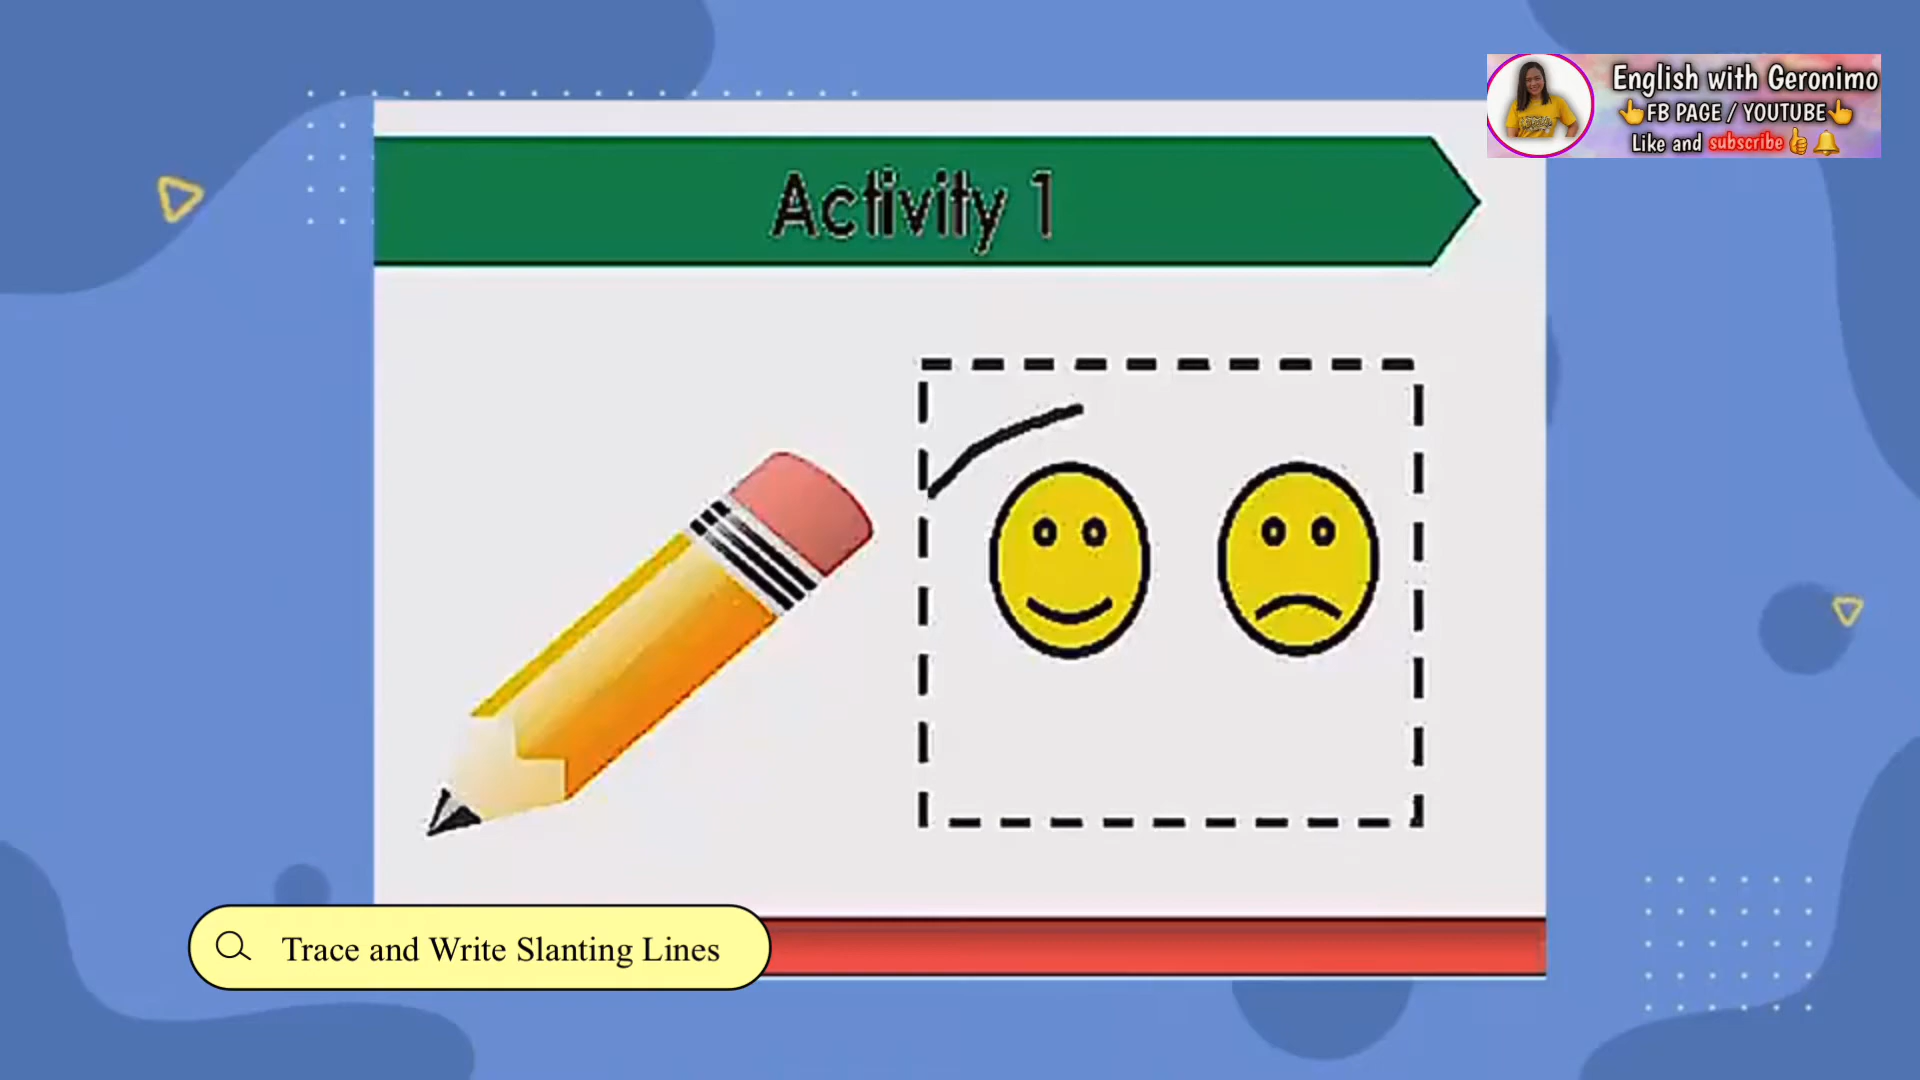 English with Geronimo
FB PAGE / YOUTUBE
Like and subscribe
Activity 1
Trace and Write Slanting Lines